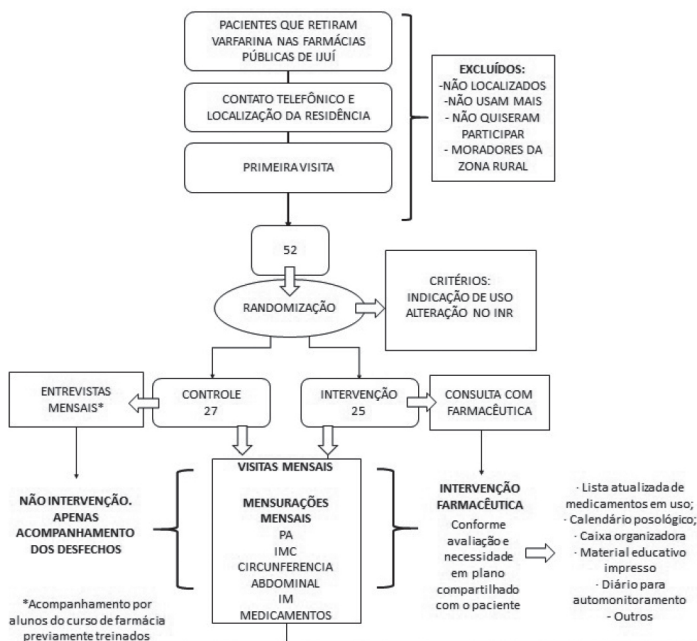 PACIENTES QUE RETIRAM
VARFARINA NAS FARMÁCIAS
PÚBLICAS DE IJUÍ
CONTATO TELEFÔNICO E
LOCALIZAÇÃO DA RESIDÊNCIA
PRIMEIRA VISITA
EXCLUÍDOS:
-NÃO LOCALIZADOS
-NÃO USAM MAIS
- NÃO QUISERAM
PARTICIPAR
- MORADORES DA
ZONA RURAL
52
RANDOMIZAÇÃO
CRITÉRIOS:
INDICAÇÃO DE USO
ALTERAÇÃO NO INR
ENTREVISTAS
MENSAIS*
CONTROLE
27
INTERVENÇÃO
25
CONSULTA COM
FARMACÊUTICA
NÃO INTERVENÇÃO.
APENAS
ACOMPANHAMENTO
DOS DESFECHOS
VISITAS MENSAIS
MENSURAÇÕES
MENSAIS
PA
IMC
CIRCUNFERENCIA
ABDOMINAL
IM
MEDICAMENTOS
INTERVENÇÃO
FARMACÊUTICA
Conforme
avaliação e
necessidade
em plano
compartilhado
com o paciente
· Lista atualizada de
medicamentos em uso;
· Calendário posológico;
· Caixa organizadora
· Material educativo
impresso
· Diário para
automonitoramento
- Outros
*Acompanhamento por
alunos do curso de farmácia
previamente treinados